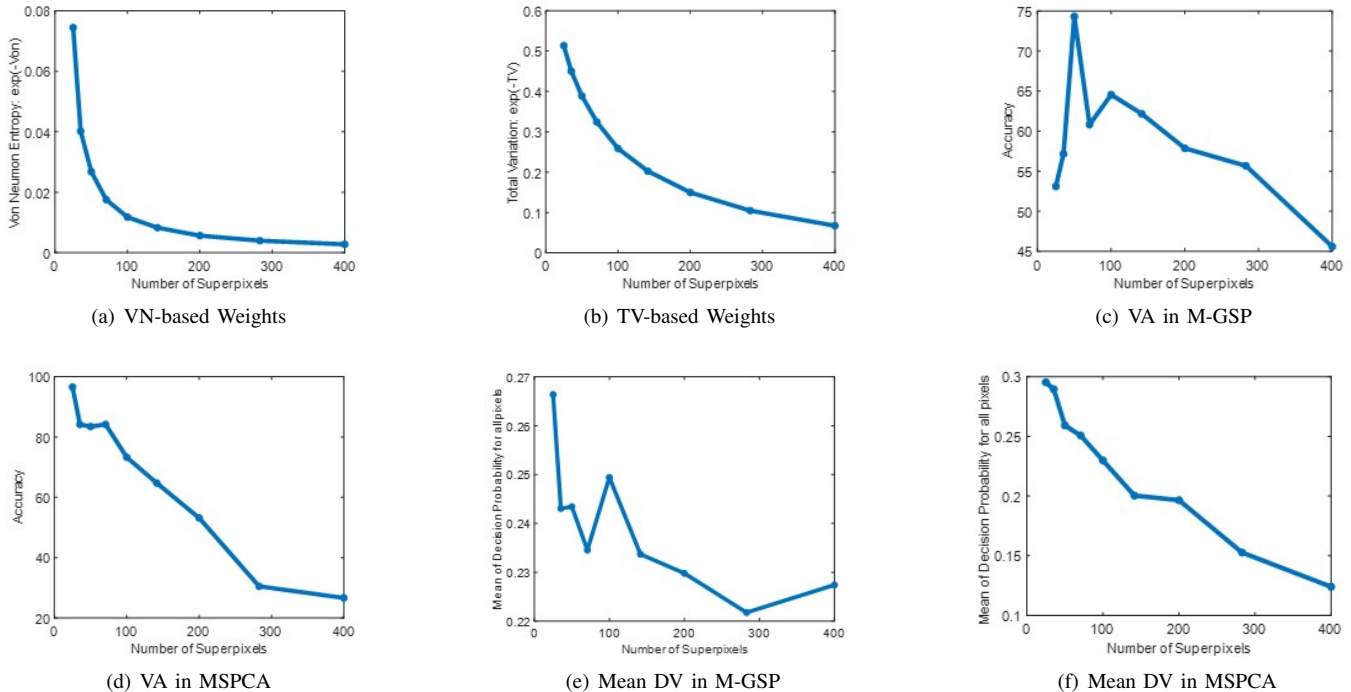 Von Neumon Entropy: exp(-Von)
0.08
0.06
0.04
0.02
0
0 100 200 300 400
Number of Superpixels
(a) VN-based Weights
Total Variation: exp(-TV)
0.6
0.5
0.4
0.3
0.2
0.1
0
0 100 200 300 400
Number of Superpixels
(b) TV-based Weights
Accuracy
75
70
65
60
55
50
45
0 100 200 300 400
Number of Superpixels
(c) VA in M-GSP
Accuracy
100
80
60
40
20
0 100 200 300 400
Number of Superpixels
(d) VA in MSPCA
Mean of Decision Probability for all pixels
0.27
0.26
0.25
0.24
0.23
0.22
0 100 200 300 400
Number of Superpixels
(e) Mean DV in M-GSP
Mean of Decision Probability for all pixels
0.3
0.25
0.2
0.15
0.1
0 100 200 300 400
Number of Superpixels
(f) Mean DV in MSPCA